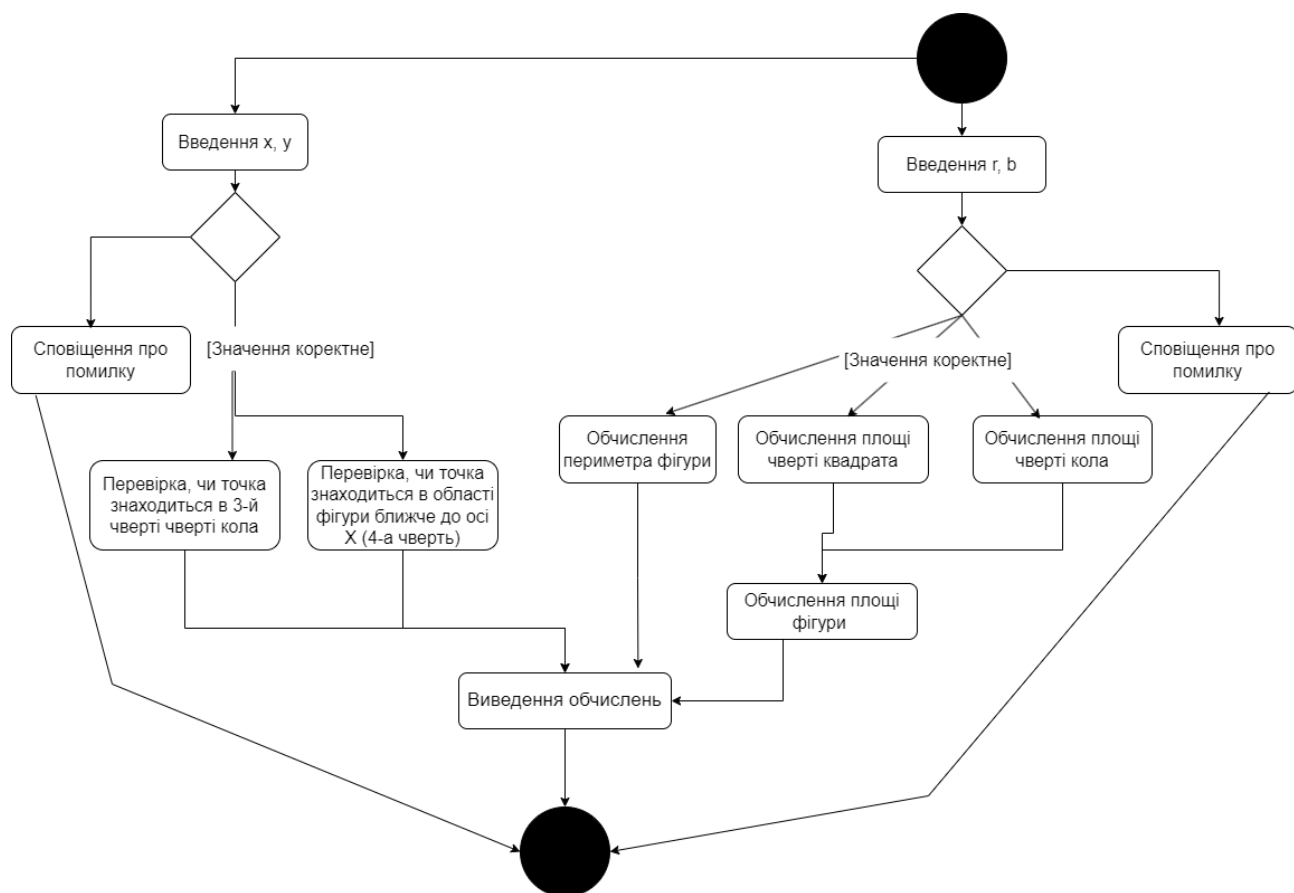 Введення x, y
Введення r, b
Сповіщення про
помилку
[Значення коректне]
[Значення коректне]
Сповіщення про
помилку
Обчислення
периметра фігури
Обчислення площі
чверті квадрата
Обчислення площі
чверті кола
Перевірка, чи точка
знаходиться в 3-й
чверті чверті кола
Перевірка, чи точка
знаходиться в області
фігури ближче до осі
X (4-а чверть)
Обчислення площі
фігури
Виведення обчислень